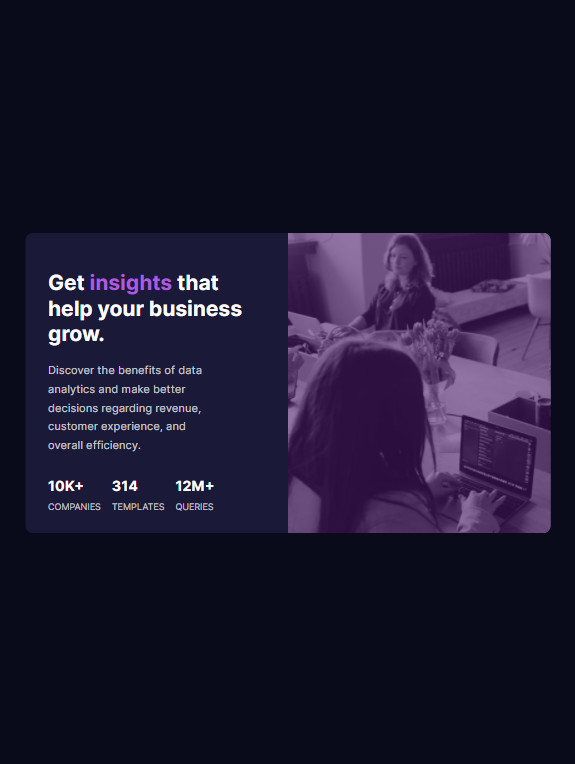 Get insights that
help your business
grow.
Discover the benefits of data
analytics and make better
decisions regarding revenue,
customer experience, and
overall efficiency.
10K+ 314 12M+
COMPANIES TEMPLATES QUERIES